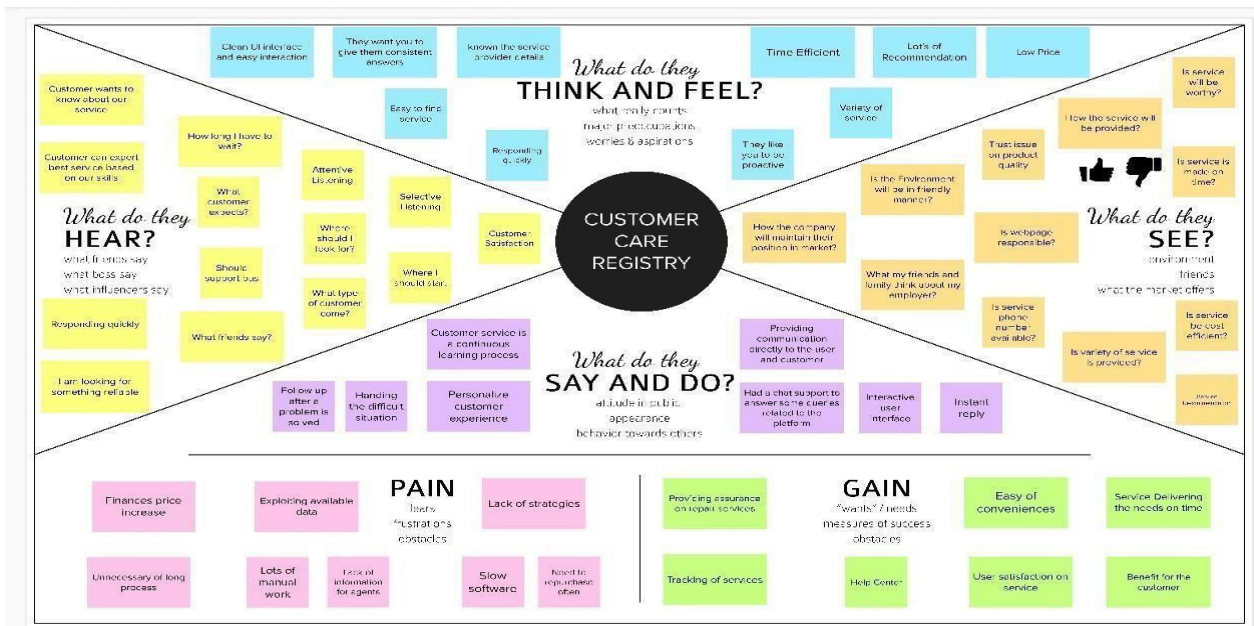 Clean UI interface
and easy interaction
They want you to
give them consistent
answers
known the service
provider details
Easy to find
service
Responding
quickly
What do they
THINK AND FEEL?
what really counts
major preoccupations
worries & aspirations
Time Efficient
Lot's of
Recommendation
Low Price
Variety of
service
They like
you to be
proactive
Customer wants to
know about our
service
Customer can expert
best service based
on our skills
How long I have to
wait?
What
customer
expects?
Attentive
Listening
Selective
Listening
Where
should I
look for?
Customer
Satisfaction
What do they
HEAR?
what friends say
what boss say
what influencers say
Should
support bus
What type
of customer
come?
Where I
should star
Responding quickly
What friends say?
I am looking for
something reliable
CUSTOMER
CARE
REGISTRY
Is service
will be
worthy?
How the service will
be provided?
Trust issue
on product
quality
Is service is
made on
time?
Is the Environment
will be in friendly
manner?
How the company
will maintain their
position in market?
Is webpage
responsible?
What do they
SEE?
environment
friends
what the market offers
What my friends and
family think about my
employer?
Is service
phone
number
available?
Is service
be cost
efficient?
Is variety of service
is provided?
Customer service is
a continuous
learning process
Follow up
after a
problem is
solved
Handing
the difficult
situation
Personalize
customer
experience
What do they
SAY AND DO?
attitude in public
appearance
behavior towards others
Providing
communication
directly to the user
and customer
Had a chat support to
answer some queries
related to the
platform
Interactive
user
interface
Instant
reply
PAIN
fears
frustrations
obstacles
Finances price
increase
Exploiting available
data
Lack of strategies
Unnecessary of long
process
Lots of
manual
work
Lack of
information
for agents
Slow
software
Need to
repurchase
often
GAIN
"wants" / needs
measures of success
obstacles
Providing assurance
on repair services
Easy of
conveniences
Service Delivering
the needs on time
Tracking of services
Help Center
User satisfaction on
service
Benefit for the
customer